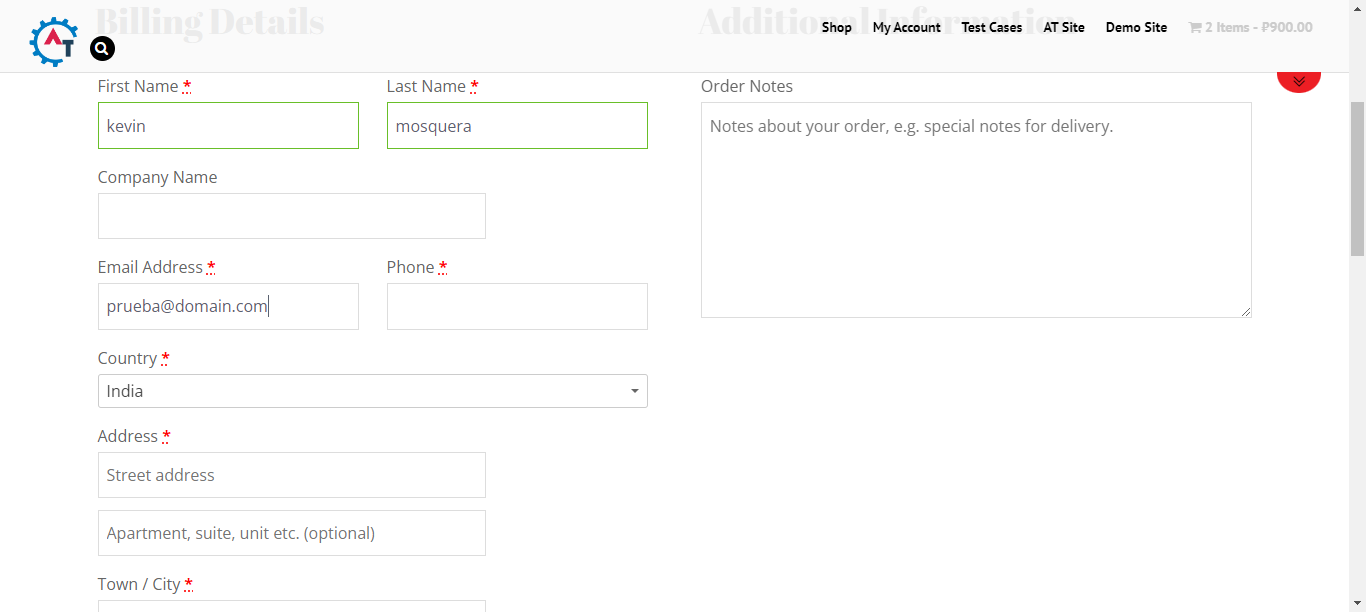 Billing Details
Additional Information
AT
Shop My Account Test Cases AT Site Demo Site 2 Items - ₹900.00
First Name *
Last Name *
Order Notes
kevin
mosquera
Notes about your order, e.g. special notes for delivery.
Company Name
Email Address *
Phone *
prueba@domain.com
Country *
India
Address *
Street address
Apartment, suite, unit etc. (optional)
Town / City *